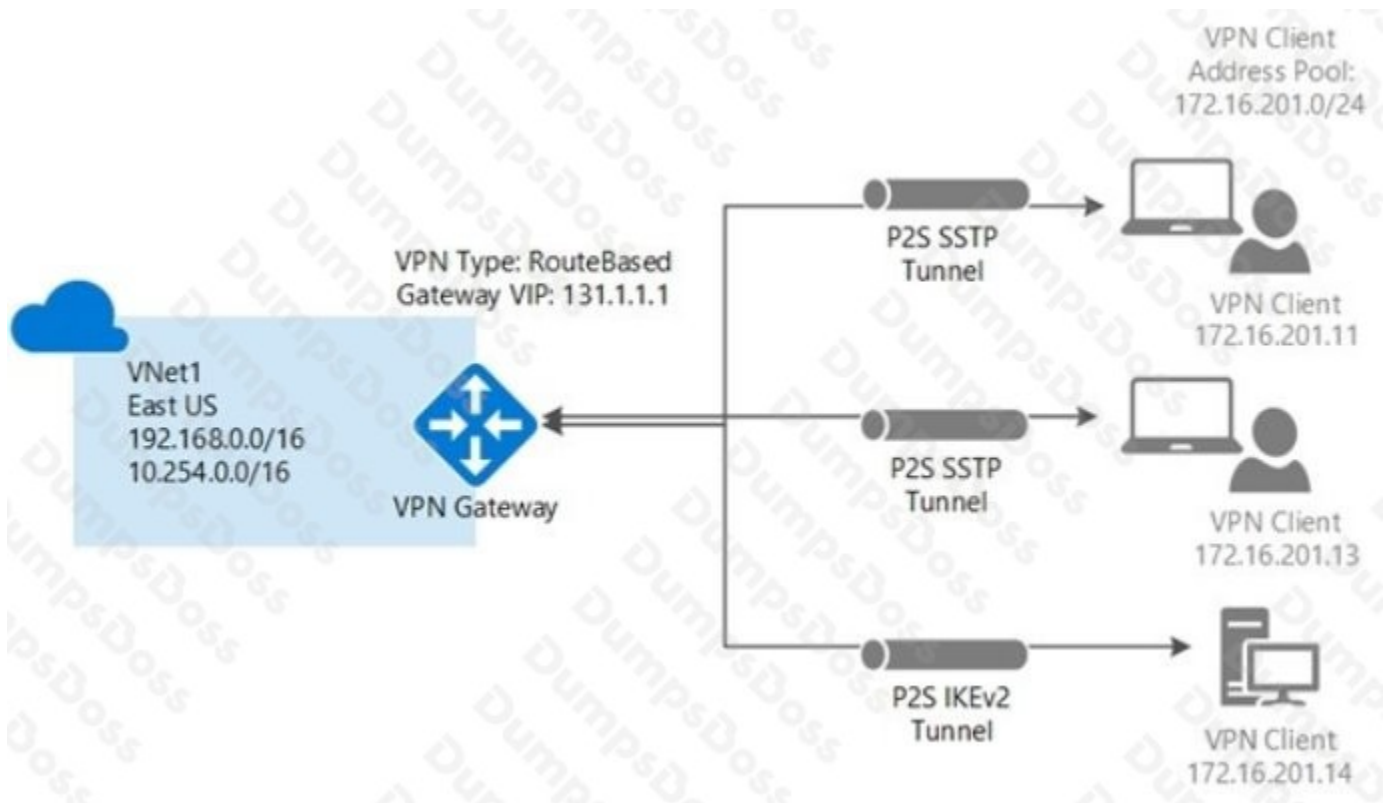 VPN Client
Address Pool:
172.16.201.0/24
P2S SSTP
Tunnel
VPN Client
172.16.201.11
VPN Type: RouteBased
Gateway VIP: 131.1.1.1
VNet1
East US
192.168.0.0/16
10.254.0.0/16
VPN Gateway
P2S SSTP
Tunnel
VPN Client
172.16.201.13
P2S IKEv2
Tunnel
VPN Client
172.16.201.14
DumpsDoss